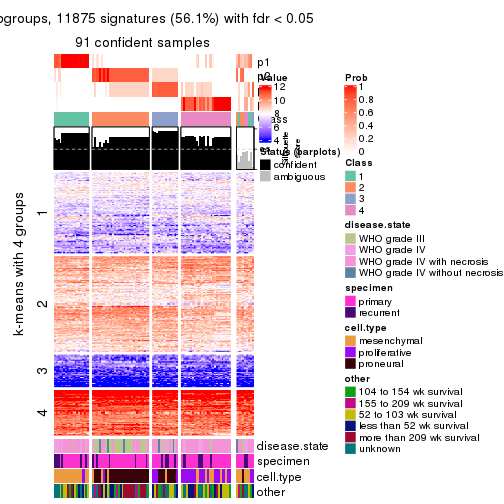 ogroups, 11875 signatures (56.1%) with fdr < 0.05
91 confident samples
p1
Value
12
10
8
6
4
Prob
1
0.8
0.6
0.4
0.2
0
Silhouette
score
Status (barplots)
confident
ambiguous
Class
1
2
3
4
k-means with 4 groups
1
2
3
4
disease.state
WHO grade III
WHO grade IV
WHO grade IV with necrosis
WHO grade IV without necrosis
specimen
primary
recurrent
cell.type
mesenchymal
proliferative
proneural
other
104 to 154 wk survival
155 to 209 wk survival
52 to 103 wk survival
less than 52 wk survival
more than 209 wk survival
unknown
disease.state
specimen
cell.type
other